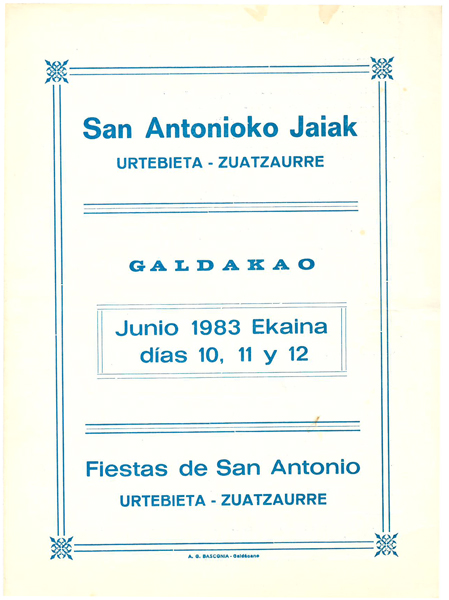 San Antonioko Jaiak
URTEBIETA - ZUATZAURRE
GALDAKAO
Junio 1983 Ekaina
días 10, 11 y 12
Fiestas de San Antonio
URTEBIETA - ZUATZAURRE
A. G. BASCONIA - Galdácano